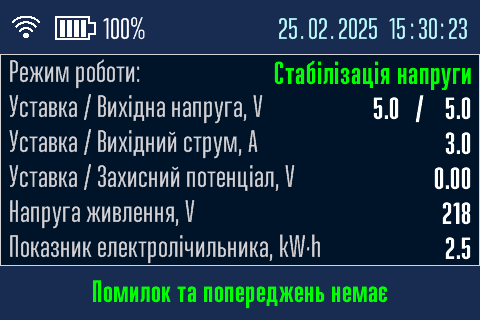 100% 25.02.2025 15:30:23
Режим роботи: Стабілізація напруги
Уставка / Вихідна напруга, V 5.0 / 5.0
Уставка / Вихідний струм, A 3.0
Уставка / Захисний потенціал, V 0.00
Напруга живлення, V 218
Показник електролічильника, kW·h 2.5
Помилок та попереджень немає